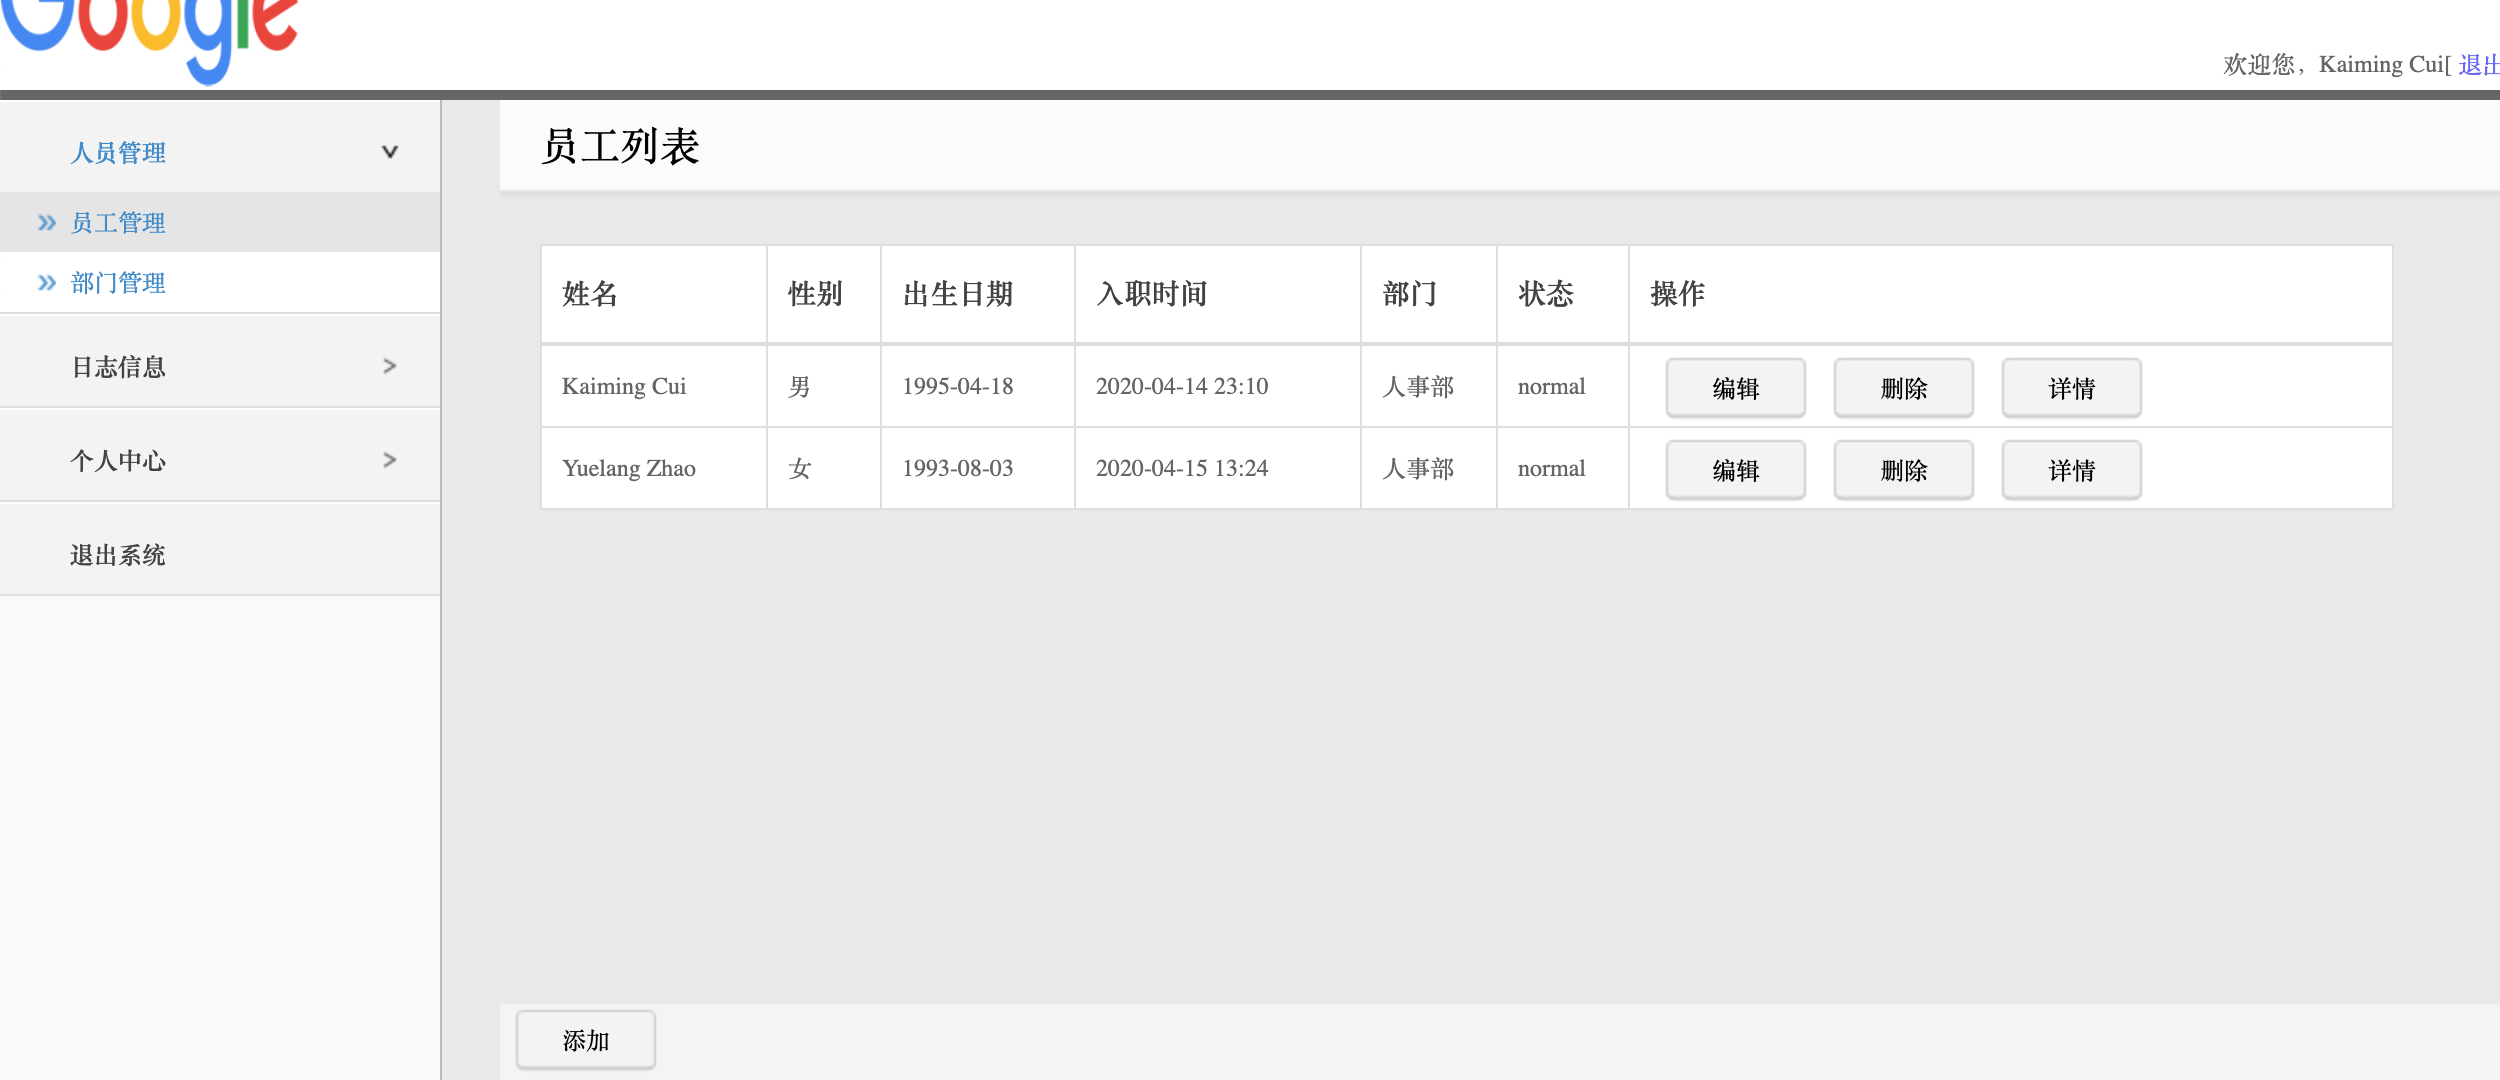 Google
欢迎您，Kaiming Cui[ 退出
人员管理
员工管理
部门管理
日志信息
个人中心
退出系统
员工列表
姓名 性别 出生日期 入职时间 部门 状态 操作
Kaiming Cui 男 1995-04-18 2020-04-14 23:10 人事部 normal 编辑 删除 详情
Yuelang Zhao 女 1993-08-03 2020-04-15 13:24 人事部 normal 编辑 删除 详情
添加